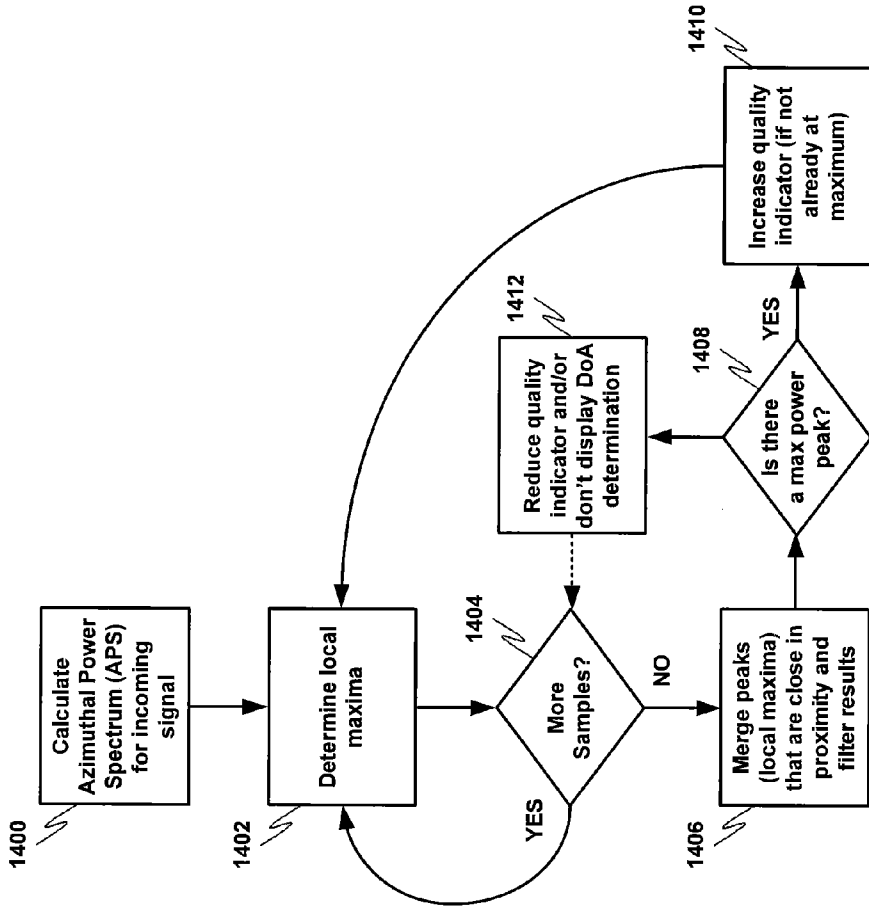 1400
Calculate
Azimuthal Power
Spectrum (APS)
for incoming
signal
1402
Determine local
maxima
1404
More
Samples?
YES
NO
1406
Merge peaks
(local maxima)
that are close in
proximity and
filter results
1408
Is there
a max power
peak?
YES
1410
Increase quality
indicator (if not
already at
maximum)
1412
Reduce quality
indicator and/or
don't display DoA
determination